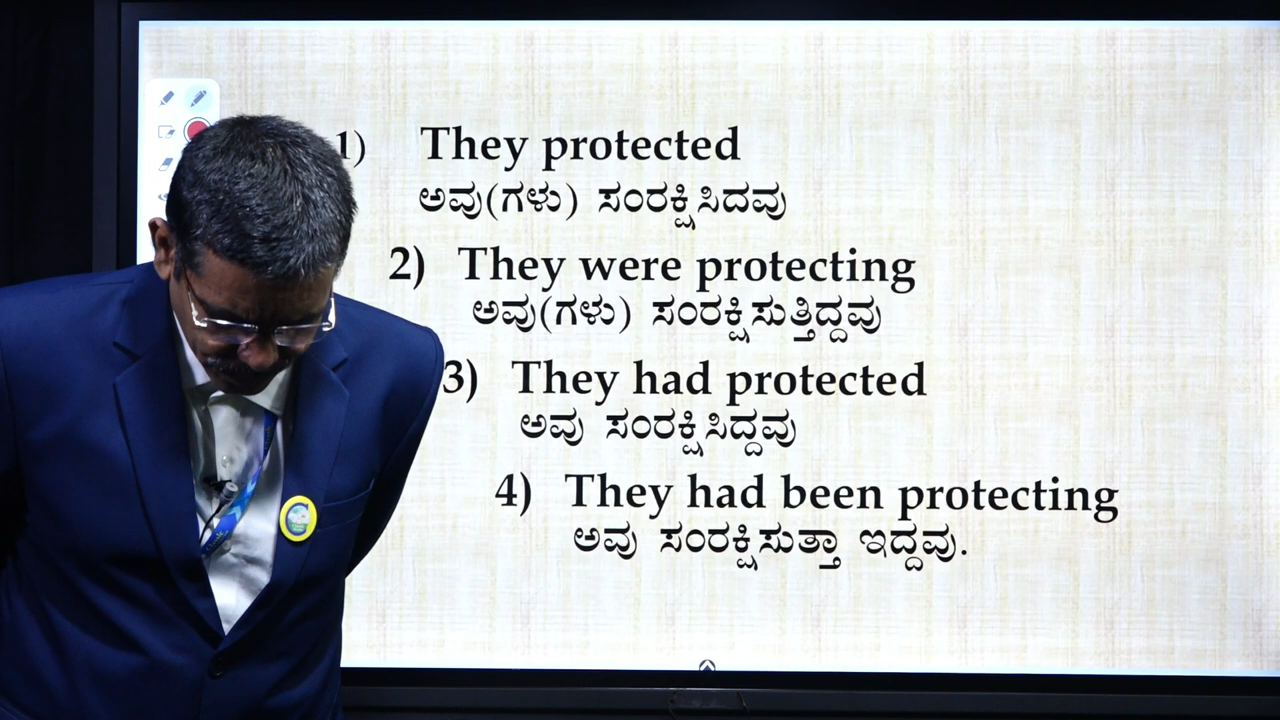 1) They protected
ಅವು(ಗಳು) ಸಂರಕ್ಷಿಸಿದವು
2) They were protecting
ಅವು(ಗಳು) ಸಂರಕ್ಷಿಸುತ್ತಿದ್ದವು
3) They had protected
ಅವು ಸಂರಕ್ಷಿಸಿದ್ದವು
4) They had been protecting
ಅವು ಸಂರಕ್ಷಿಸುತ್ತಾ ಇದ್ದವು.